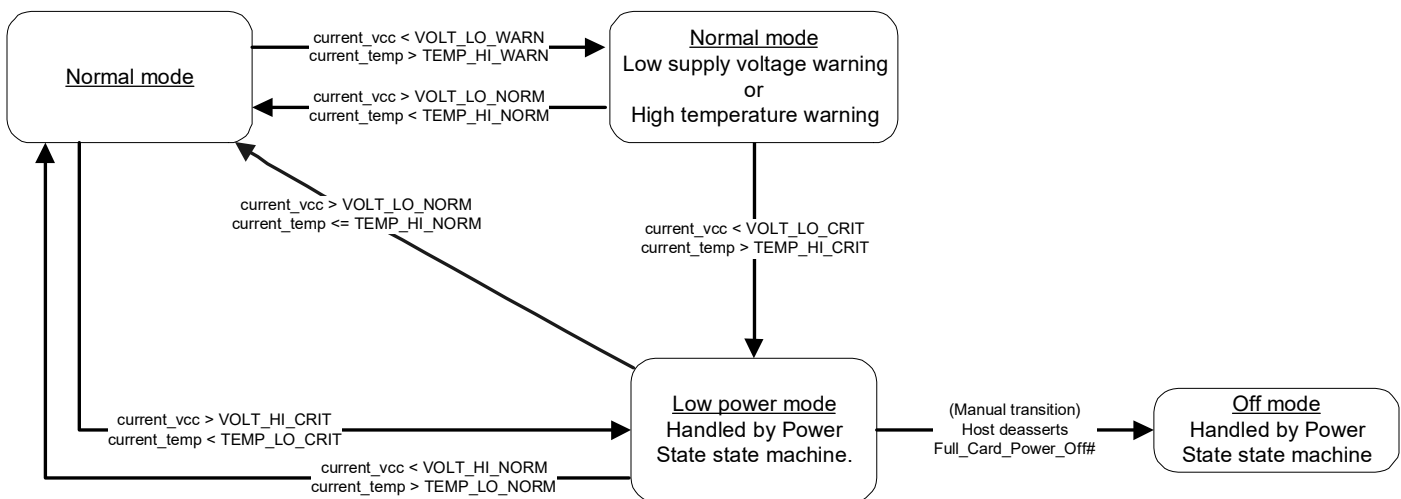 Normal mode
current_vcc < VOLT_LO_WARN
current_temp > TEMP_HI_WARN
current_vcc > VOLT_LO_NORM
current_temp < TEMP_HI_NORM
Normal mode
Low supply voltage warning
or
High temperature warning
current_vcc > VOLT_LO_NORM
current_temp <= TEMP_HI_NORM
current_vcc < VOLT_LO_CRIT
current_temp > TEMP_HI_CRIT
current_vcc > VOLT_HI_CRIT
current_temp < TEMP_LO_CRIT
current_vcc < VOLT_HI_NORM
current_temp > TEMP_LO_NORM
Low power mode
Handled by Power
State state machine.
(Manual transition)
Host deasserts
Full_Card_Power_Off#
Off mode
Handled by Power
State state machine